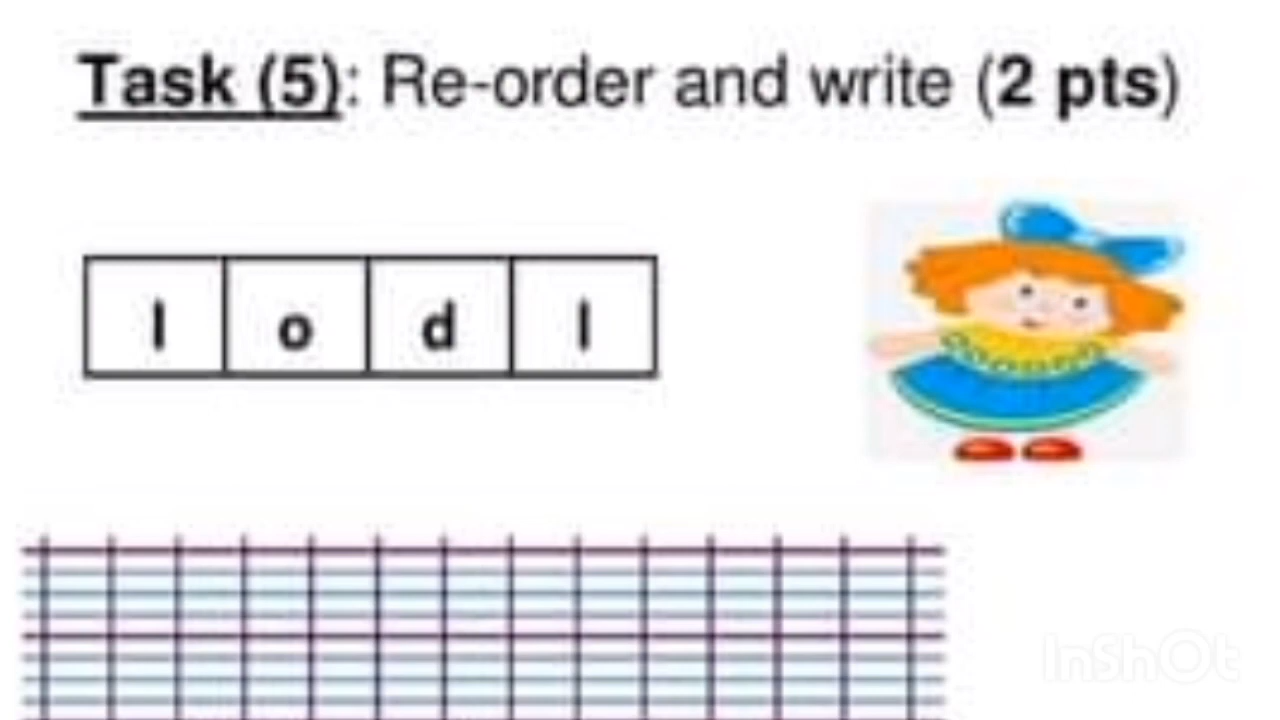 Task (5): Re-order and write (2 pts)
l o d l
InShOt